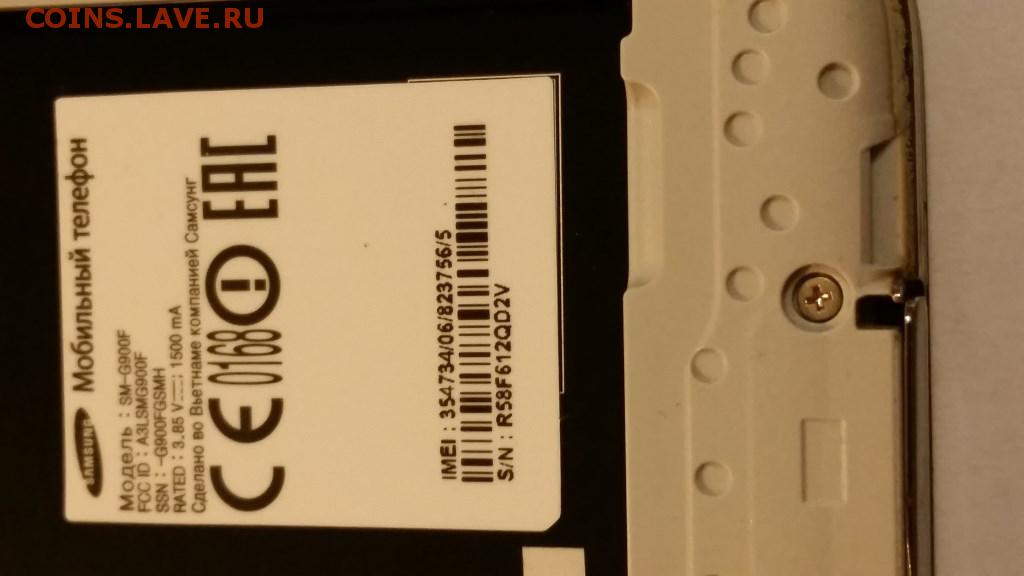 COINS.LAVE.RU
SAMSUNG Мобильный телефон
Модель : SM-G900F
FCC ID : A3LSMG900F
SSN : -G900FGSMH
RATED : 3.85 V ; 1500 mA
Сделано во Вьетнаме компанией Самсунг
CE 0168 EAC
IMEI : 354734/06/823756/5
S/N : R58F612QD2V